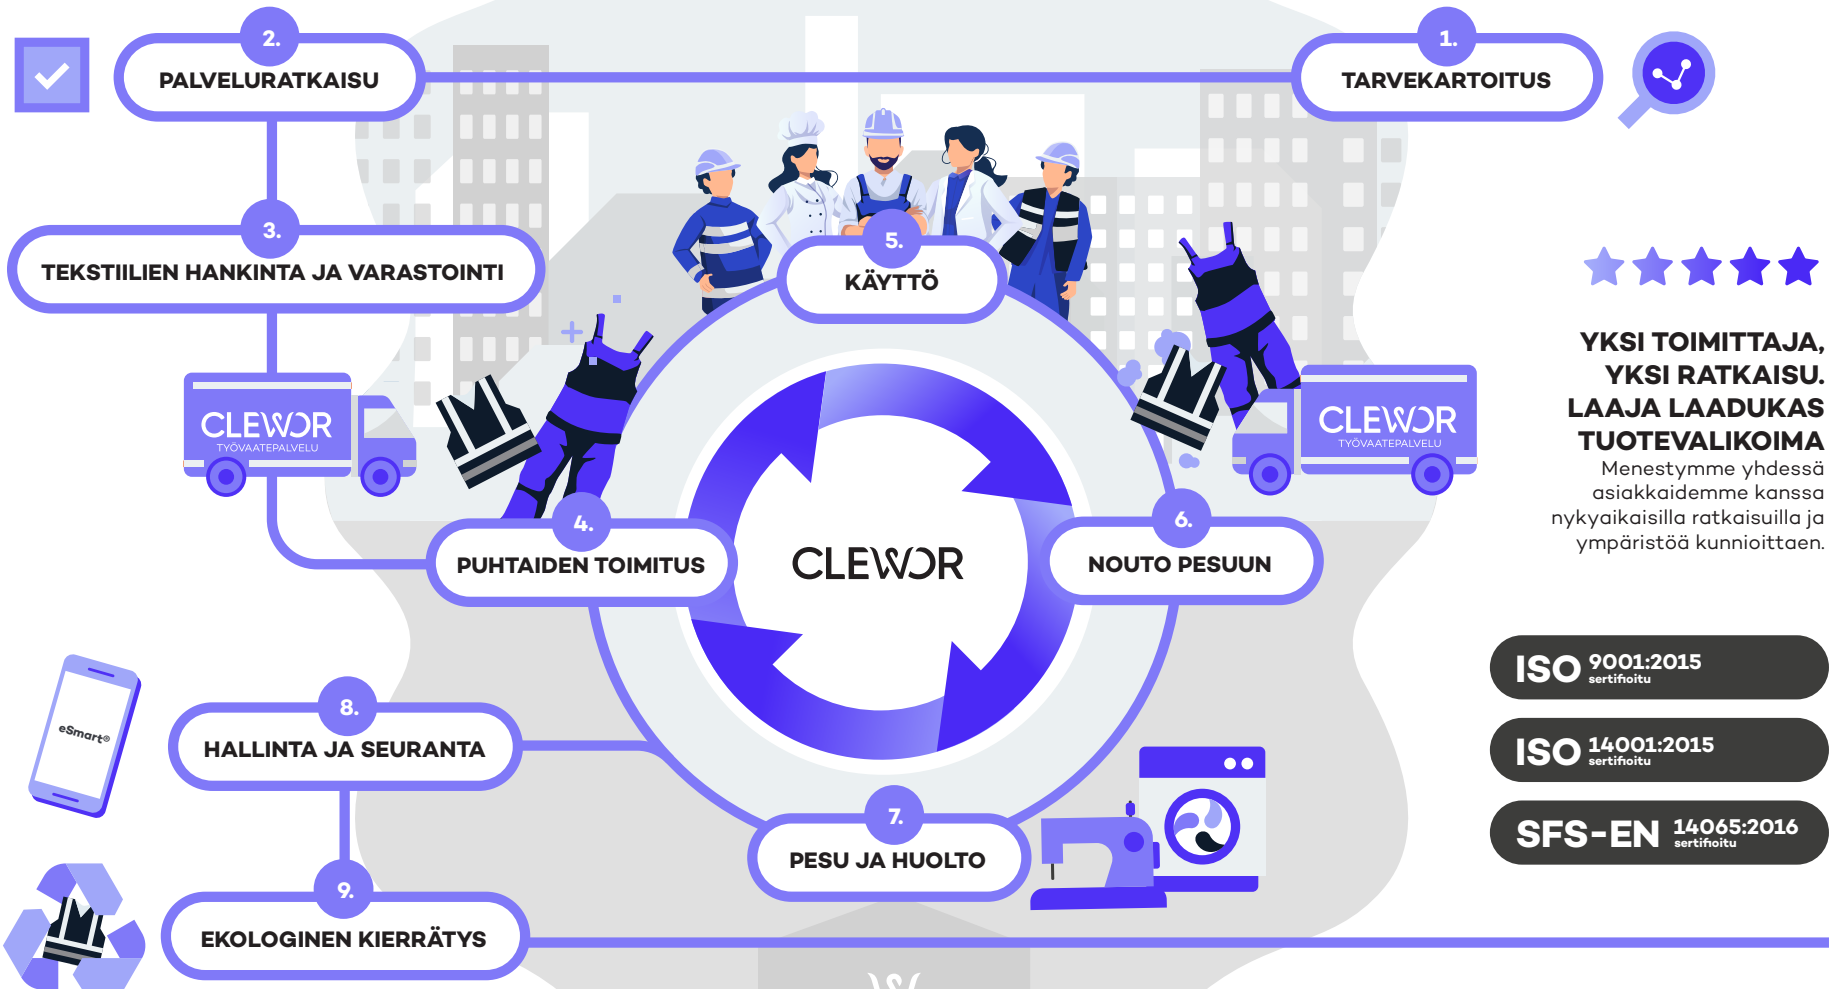 1.
TARVEKARTOITUS
2.
PALVELURATKAISU
3.
TEKSTIILIEN HANKINTA JA VARASTOINTI
CLEWOR
TYÖVAATEPALVELU
4.
PUHTAIDEN TOIMITUS
5.
KÄYTTÖ
CLEWOR
CLEWOR
TYÖVAATEPALVELU
6.
NOUTO PESUUN
7.
PESU JA HUOLTO
8.
HALLINTA JA SEURANTA
eSmart®
9.
EKOLOGINEN KIERRÄTYS
YKSI TOIMITTAJA,
YKSI RATKAISU.
LAAJA LAADUKAS
TUOTEVALIKOIMA
Menestymme yhdessä
asiakkaidemme kanssa
nykyaikaisilla ratkaisuilla ja
ympäristöä kunnioittaen.
ISO 9001:2015
sertifioitu
ISO 14001:2015
sertifioitu
SFS-EN 14065:2016
sertifioitu